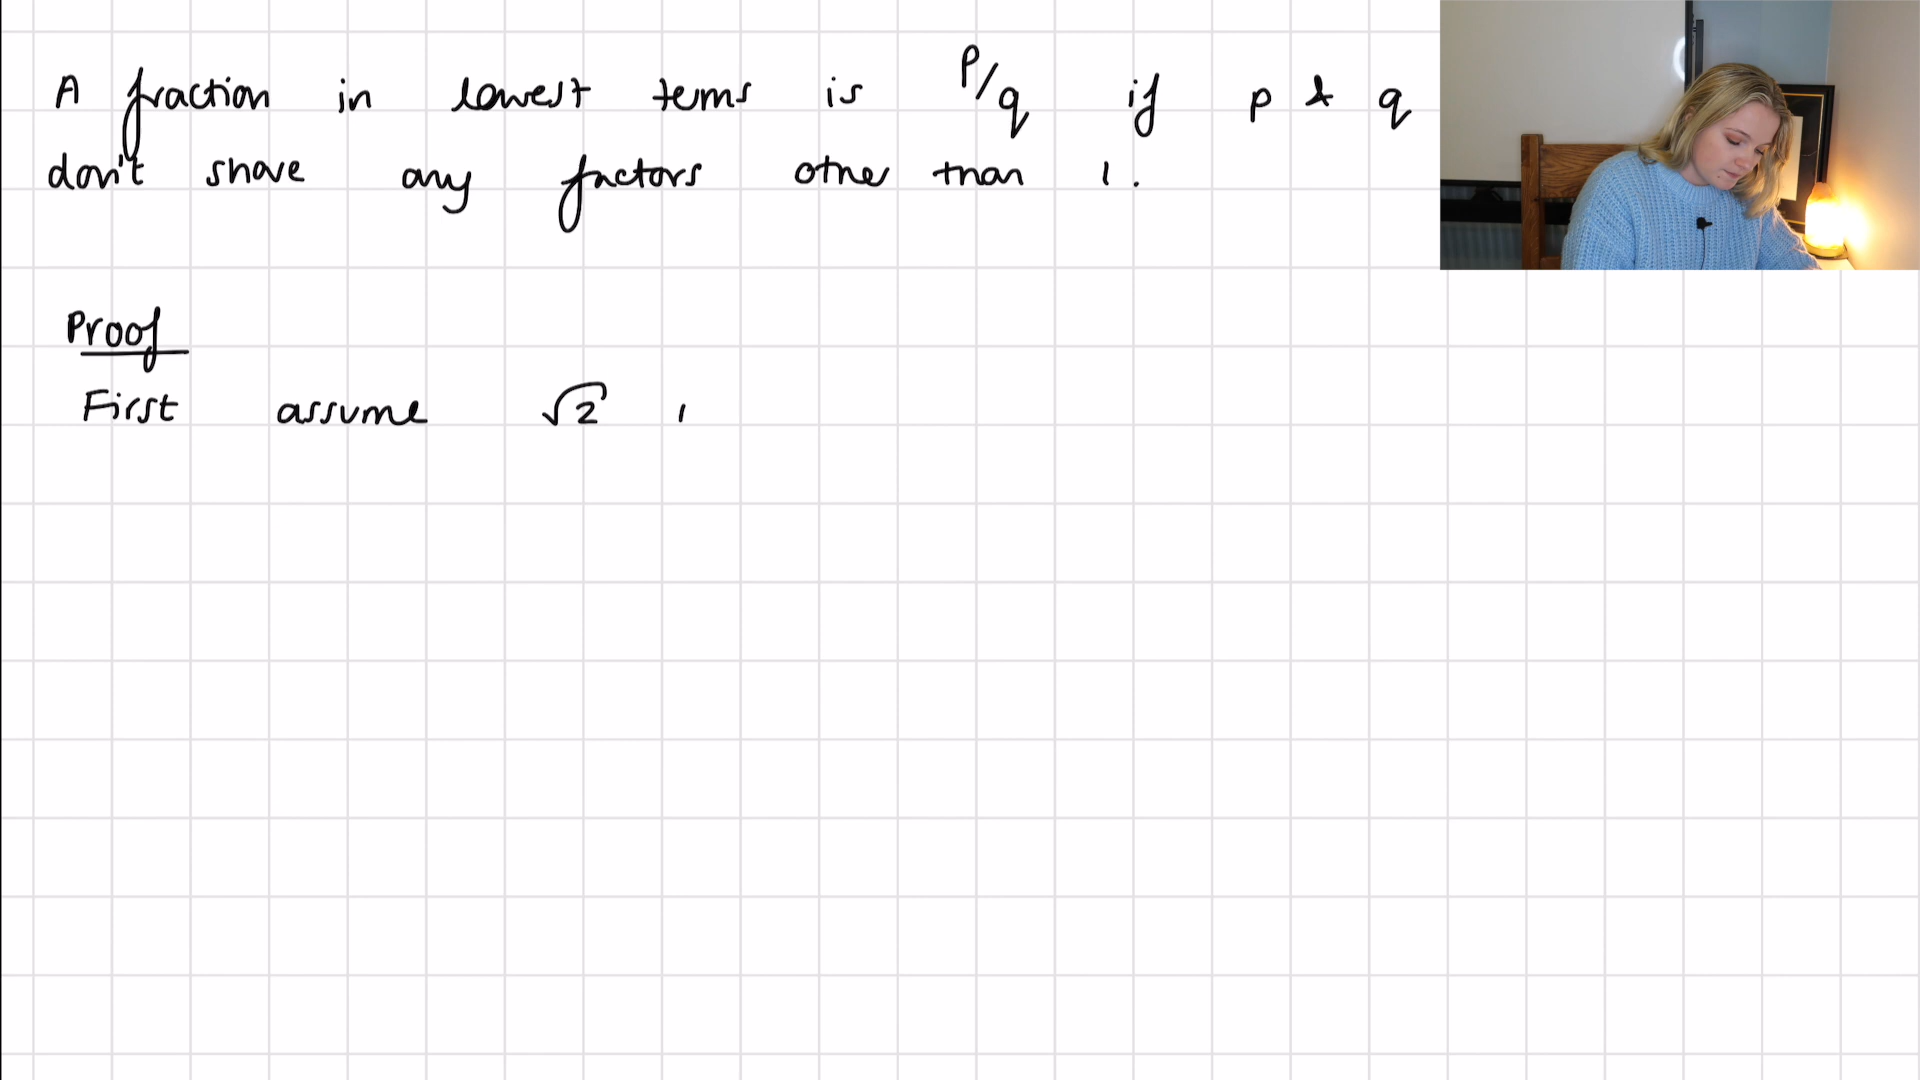 A fraction in lowest terms is P/q if p & q
don't share any factors other than 1.
Proof
First assume √2